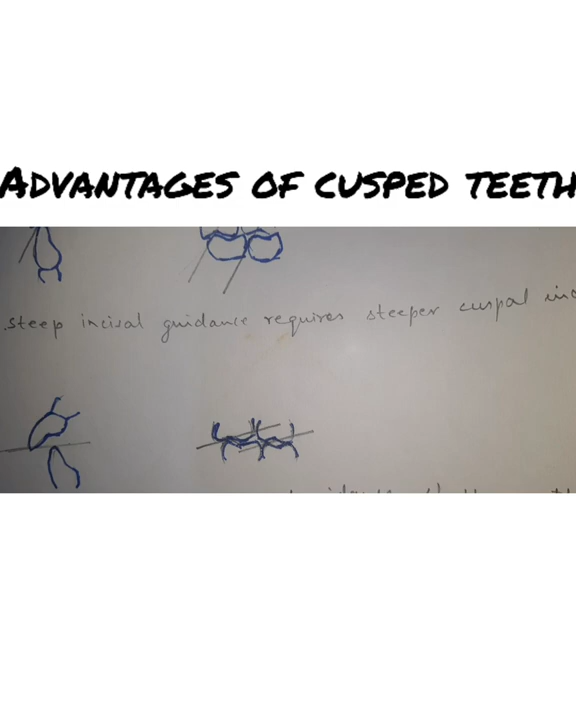 ADVANTAGES OF CUSPED TEETH
steep incisal guidance requires steeper cuspal